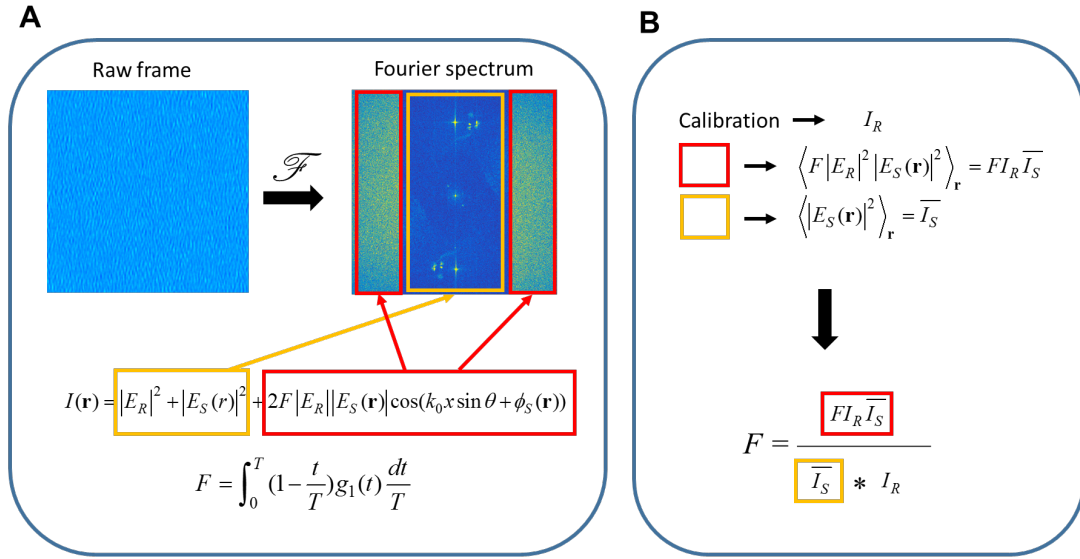 A
Raw frame
Fourier spectrum
ℱ
I(r) = |E_R|^2 + |E_S(r)|^2 + 2F|E_R||E_S(r)|cos(k_0 x sin θ + ϕ_S(r))
F = ∫_0^T (1 − t/T) g_1(t) dt/T
B
Calibration → I_R
→ ⟨F|E_R|^2|E_S(r)|^2⟩_r = F I_R \overline{I_S}
→ ⟨|E_S(r)|^2⟩_r = \overline{I_S}
F = F I_R \overline{I_S} / \overline{I_S} * I_R